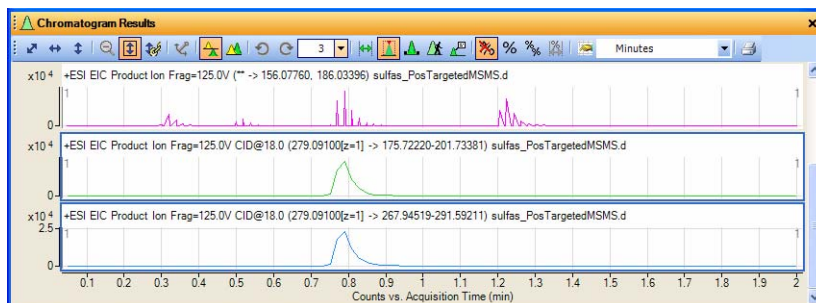 Chromatogram Results
3
Minutes
x10 4
+ESI EIC Product Ion Frag=125.0V (** -> 156.07760, 186.03396) sulfas_PosTargetedMSMS.d
1
1
1
0
x10 4
+ESI EIC Product Ion Frag=125.0V CID@18.0 (279.09100[z=1] -> 175.72220-201.73381) sulfas_PosTargetedMSMS.d
1
1
1
0
x10 4
+ESI EIC Product Ion Frag=125.0V CID@18.0 (279.09100[z=1] -> 267.94519-291.59211) sulfas_PosTargetedMSMS.d
2.5
1
1
0
0.1 0.2 0.3 0.4 0.5 0.6 0.7 0.8 0.9 1 1.1 1.2 1.3 1.4 1.5 1.6 1.7 1.8 1.9 2
Counts vs. Acquisition Time (min)